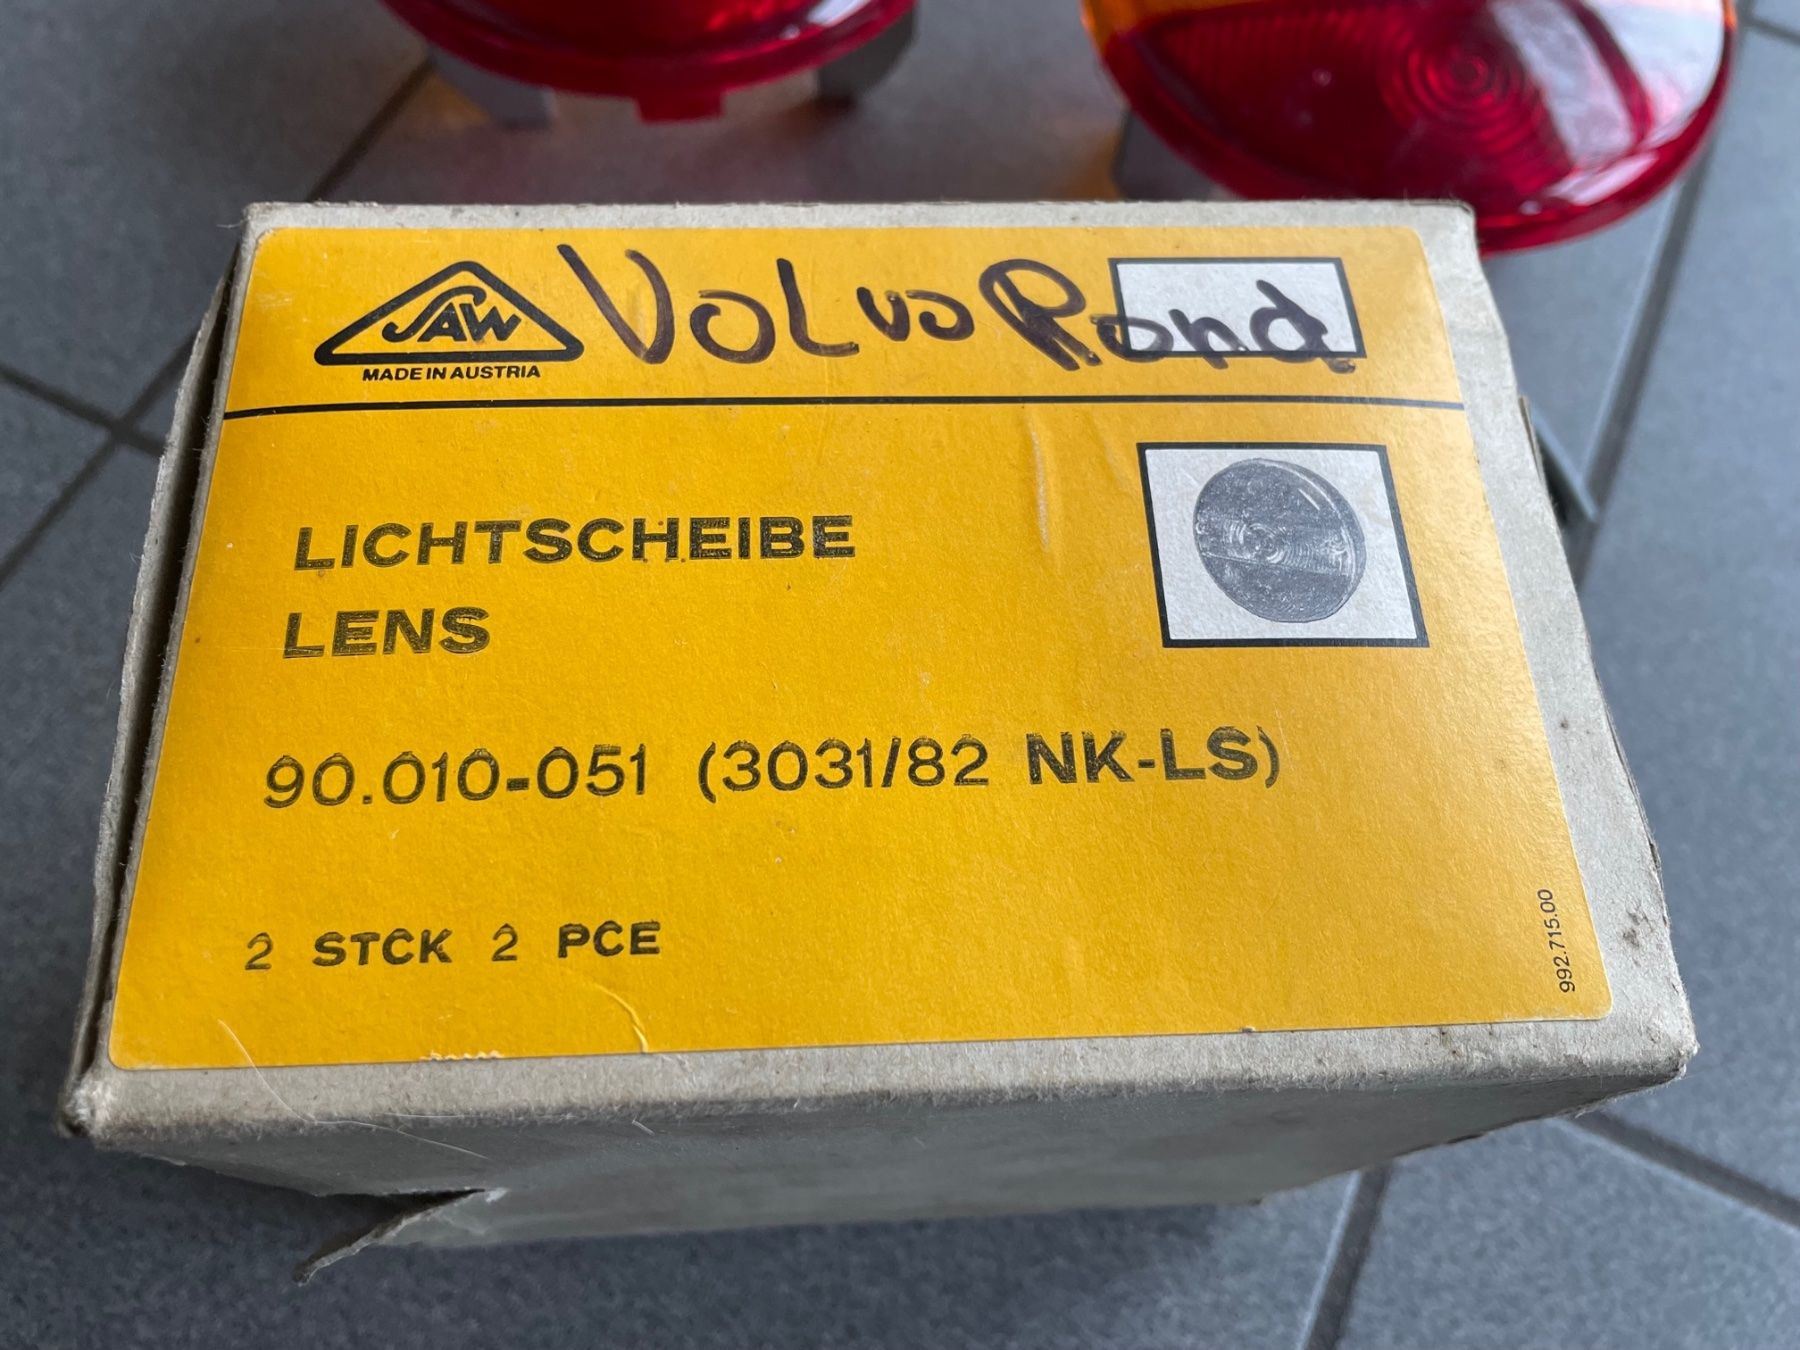 SAW
MADE IN AUSTRIA
Volvo Rond
LICHTSCHEIBE
LENS
90.010-051 (3031/82 NK-LS)
2 STCK 2 PCE
992.715.00